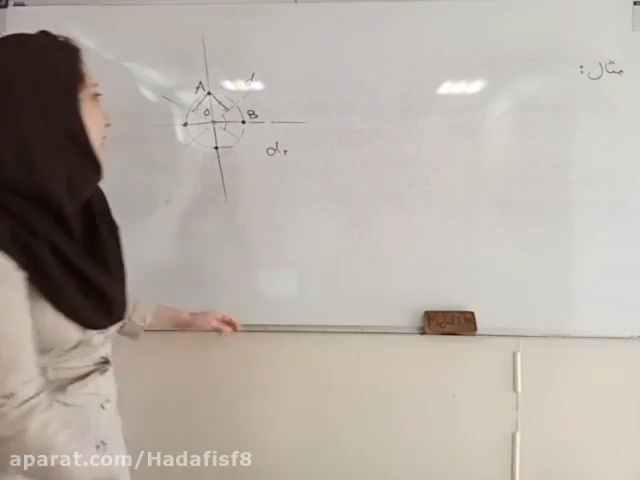 مثال:
d₁
A
O
B
d₂
aparat.com/Hadafisf8